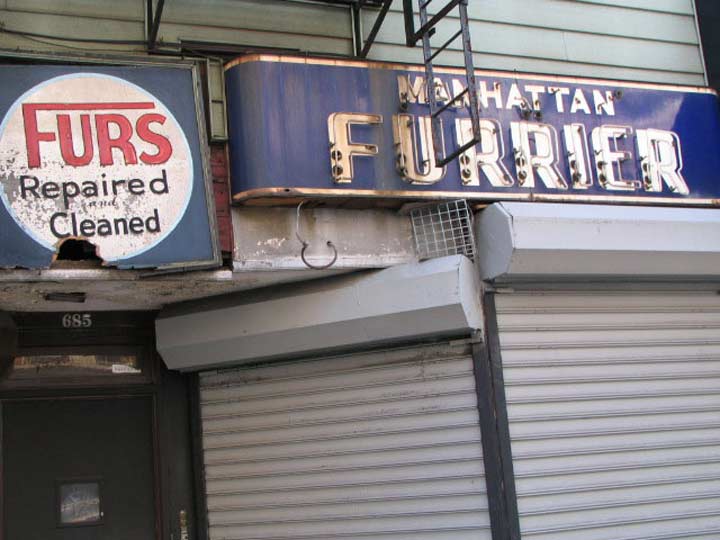 FURS
Repaired
and
Cleaned
MANHATTAN
FURRIER
685